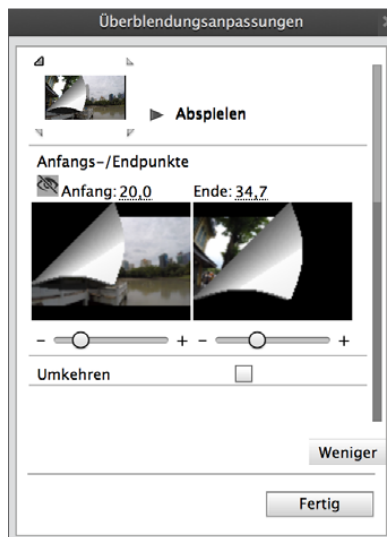 Überblendungsanpassungen
Abspielen
Anfangs-/Endpunkte
Anfang: 20,0 Ende: 34,7
- + - +
Umkehren
Weniger
Fertig